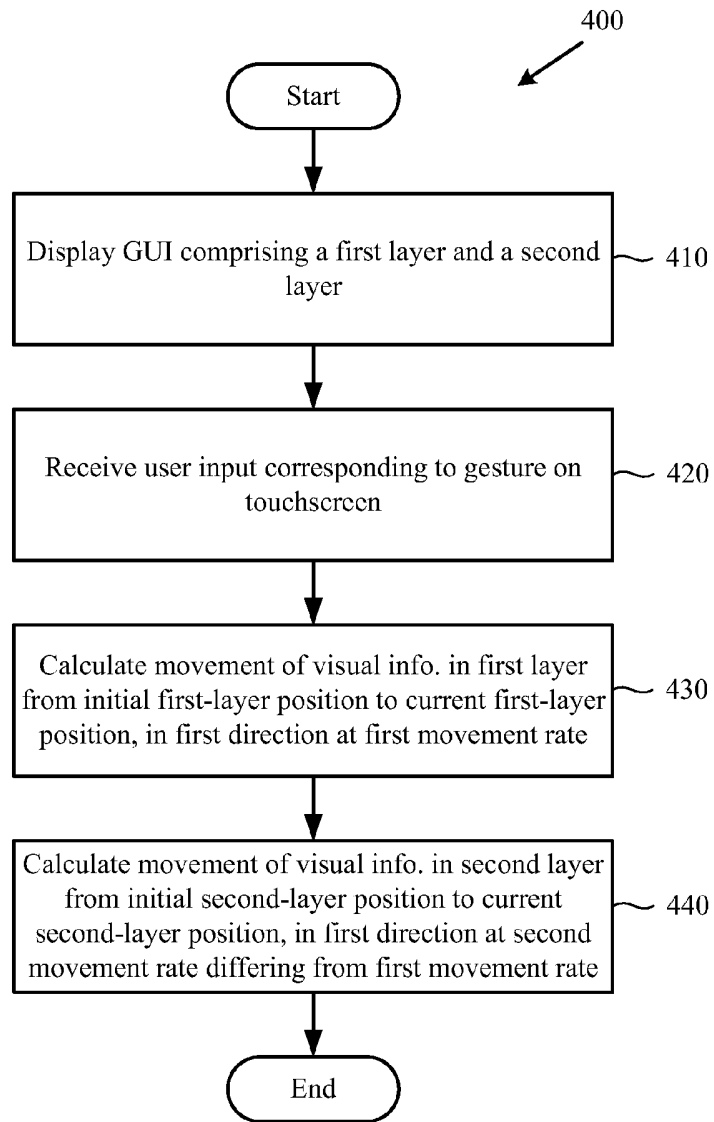 400
Start
Display GUI comprising a first layer and a second
layer
410
Receive user input corresponding to gesture on
touchscreen
420
Calculate movement of visual info. in first layer
from initial first-layer position to current first-layer
position, in first direction at first movement rate
430
Calculate movement of visual info. in second layer
from initial second-layer position to current
second-layer position, in first direction at second
movement rate differing from first movement rate
440
End